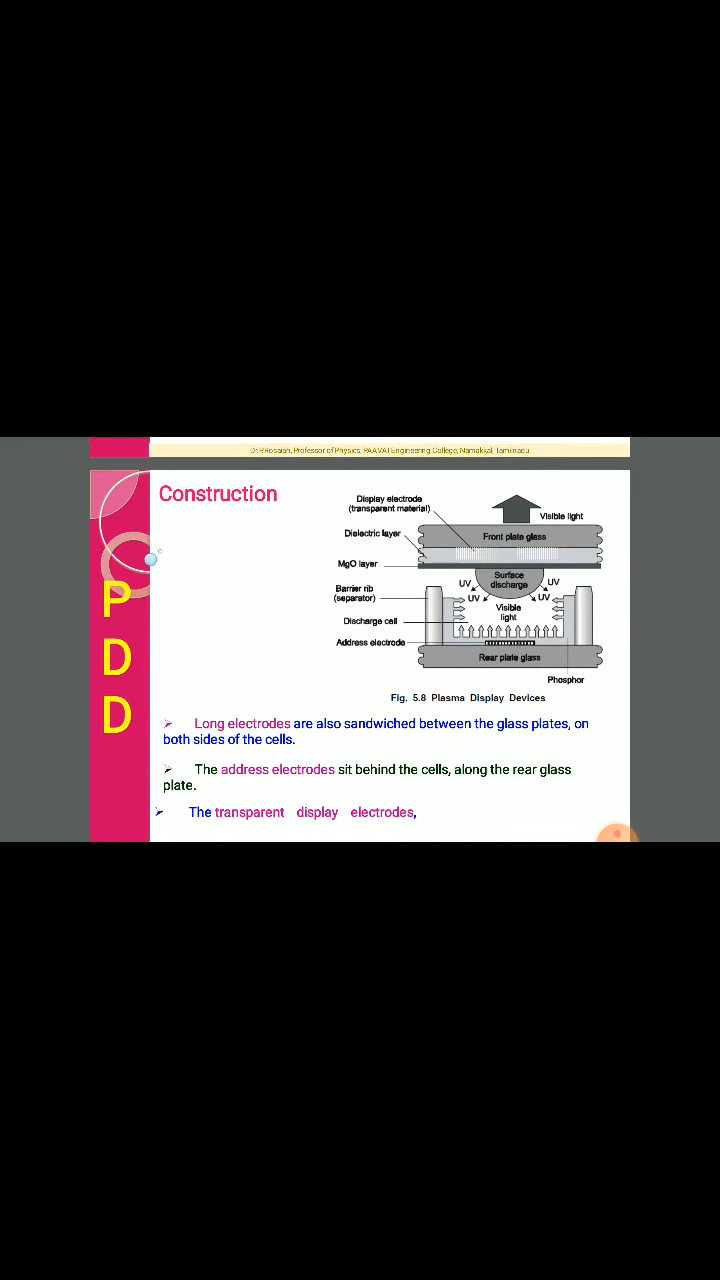 Dr.P.Rosaiah, Professor of Physics, PAAVAI Engineering College, Namakkal, Tamilnadu
Construction
P
D
D
Display electrode
(transparent material)
Visible light
Dielectric layer
Front plate glass
MgO layer
Surface
discharge
UV
UV
UV
UV
Barrier rib
(separator)
Visible
light
Discharge cell
Address electrode
Rear plate glass
Phosphor
Fig. 5.8 Plasma Display Devices
➢ Long electrodes are also sandwiched between the glass plates, on
both sides of the cells.
➢ The address electrodes sit behind the cells, along the rear glass
plate.
➢ The transparent display electrodes,